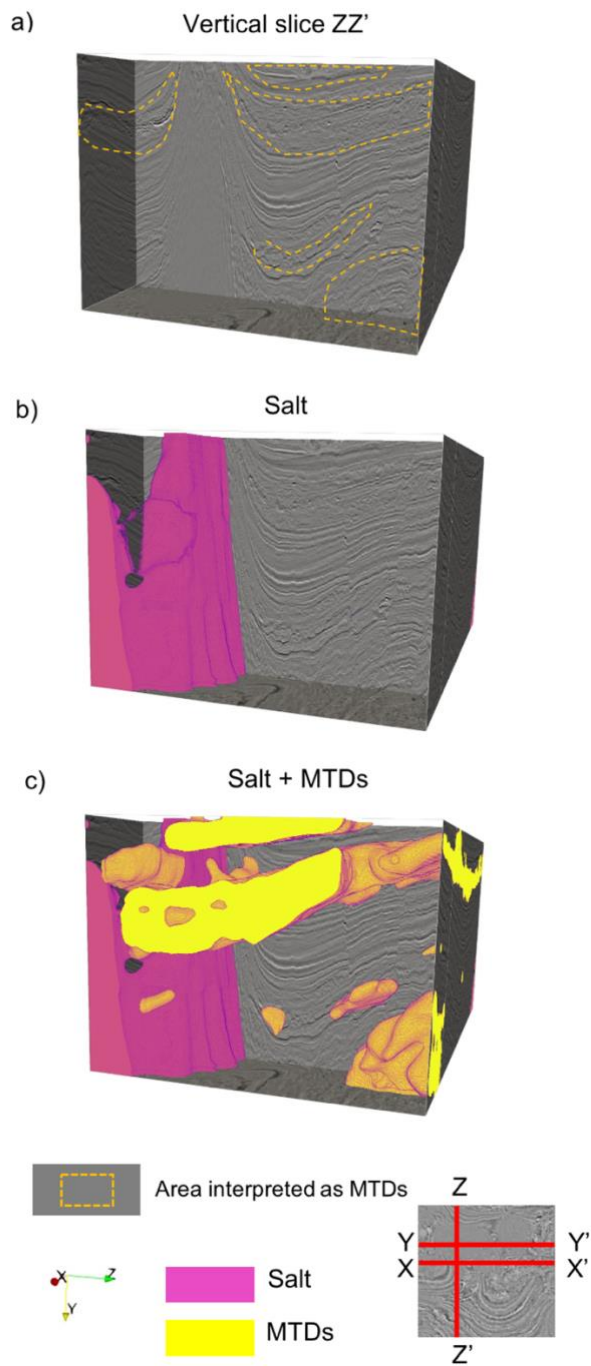 a)
Vertical slice ZZ’
b)
Salt
c)
Salt + MTDs
Area interpreted as MTDs
Z
Y Y’
X X’
Z’
X Z
Y
Salt
MTDs